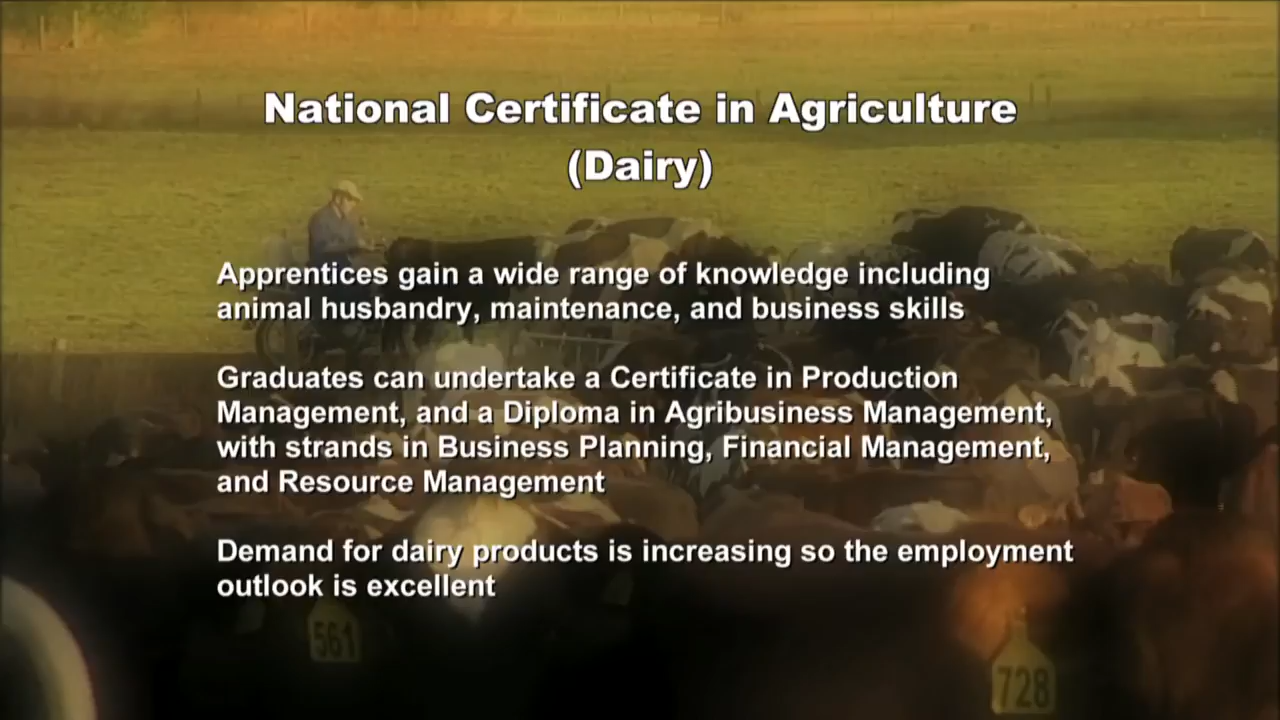 National Certificate in Agriculture
(Dairy)
Apprentices gain a wide range of knowledge including
animal husbandry, maintenance, and business skills
Graduates can undertake a Certificate in Production
Management, and a Diploma in Agribusiness Management,
with strands in Business Planning, Financial Management,
and Resource Management
Demand for dairy products is increasing so the employment
outlook is excellent
561
728